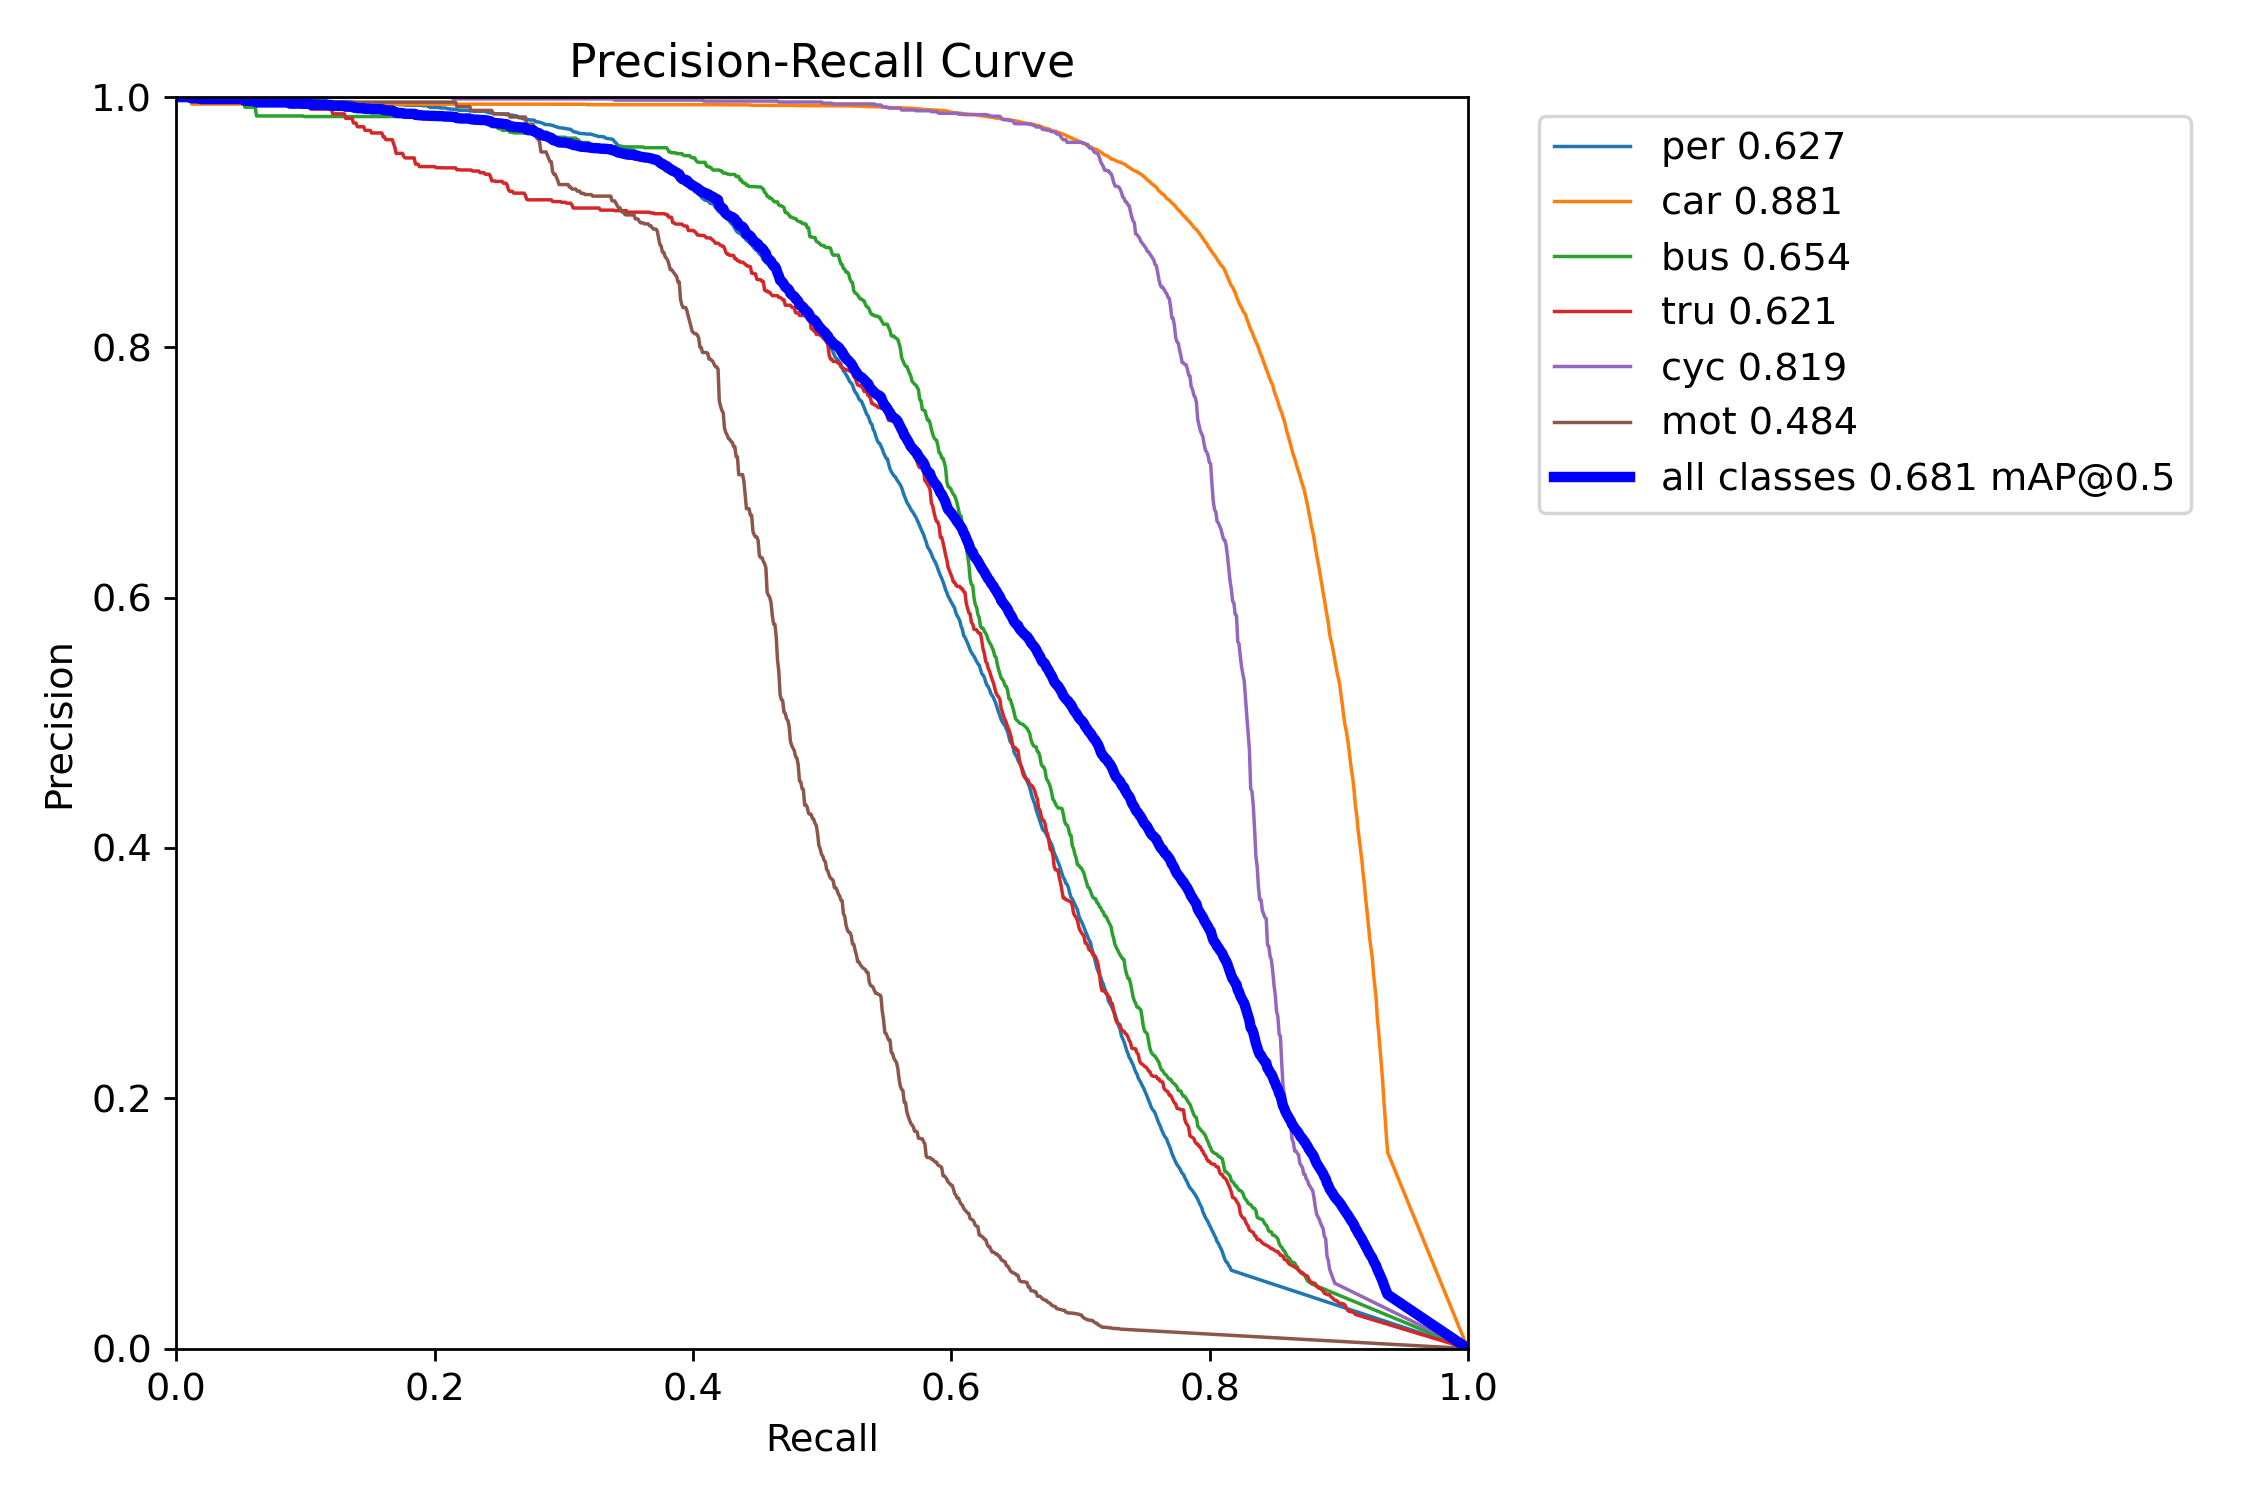 Precision-Recall Curve
1.0
0.8
0.6
0.4
0.2
0.0
Precision
0.0 0.2 0.4 0.6 0.8 1.0
Recall
per 0.627
car 0.881
bus 0.654
tru 0.621
cyc 0.819
mot 0.484
all classes 0.681 mAP@0.5